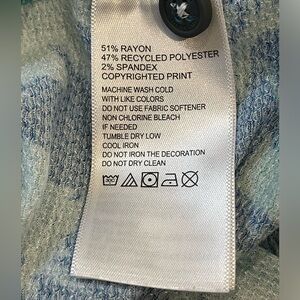 51% RAYON
47% RECYCLED POLYESTER
2% SPANDEX
COPYRIGHTED PRINT
MACHINE WASH COLD
WITH LIKE COLORS
DO NOT USE FABRIC SOFTENER
NON CHLORINE BLEACH
IF NEEDED
TUMBLE DRY LOW
COOL IRON
DO NOT IRON THE DECORATION
DO NOT DRY CLEAN